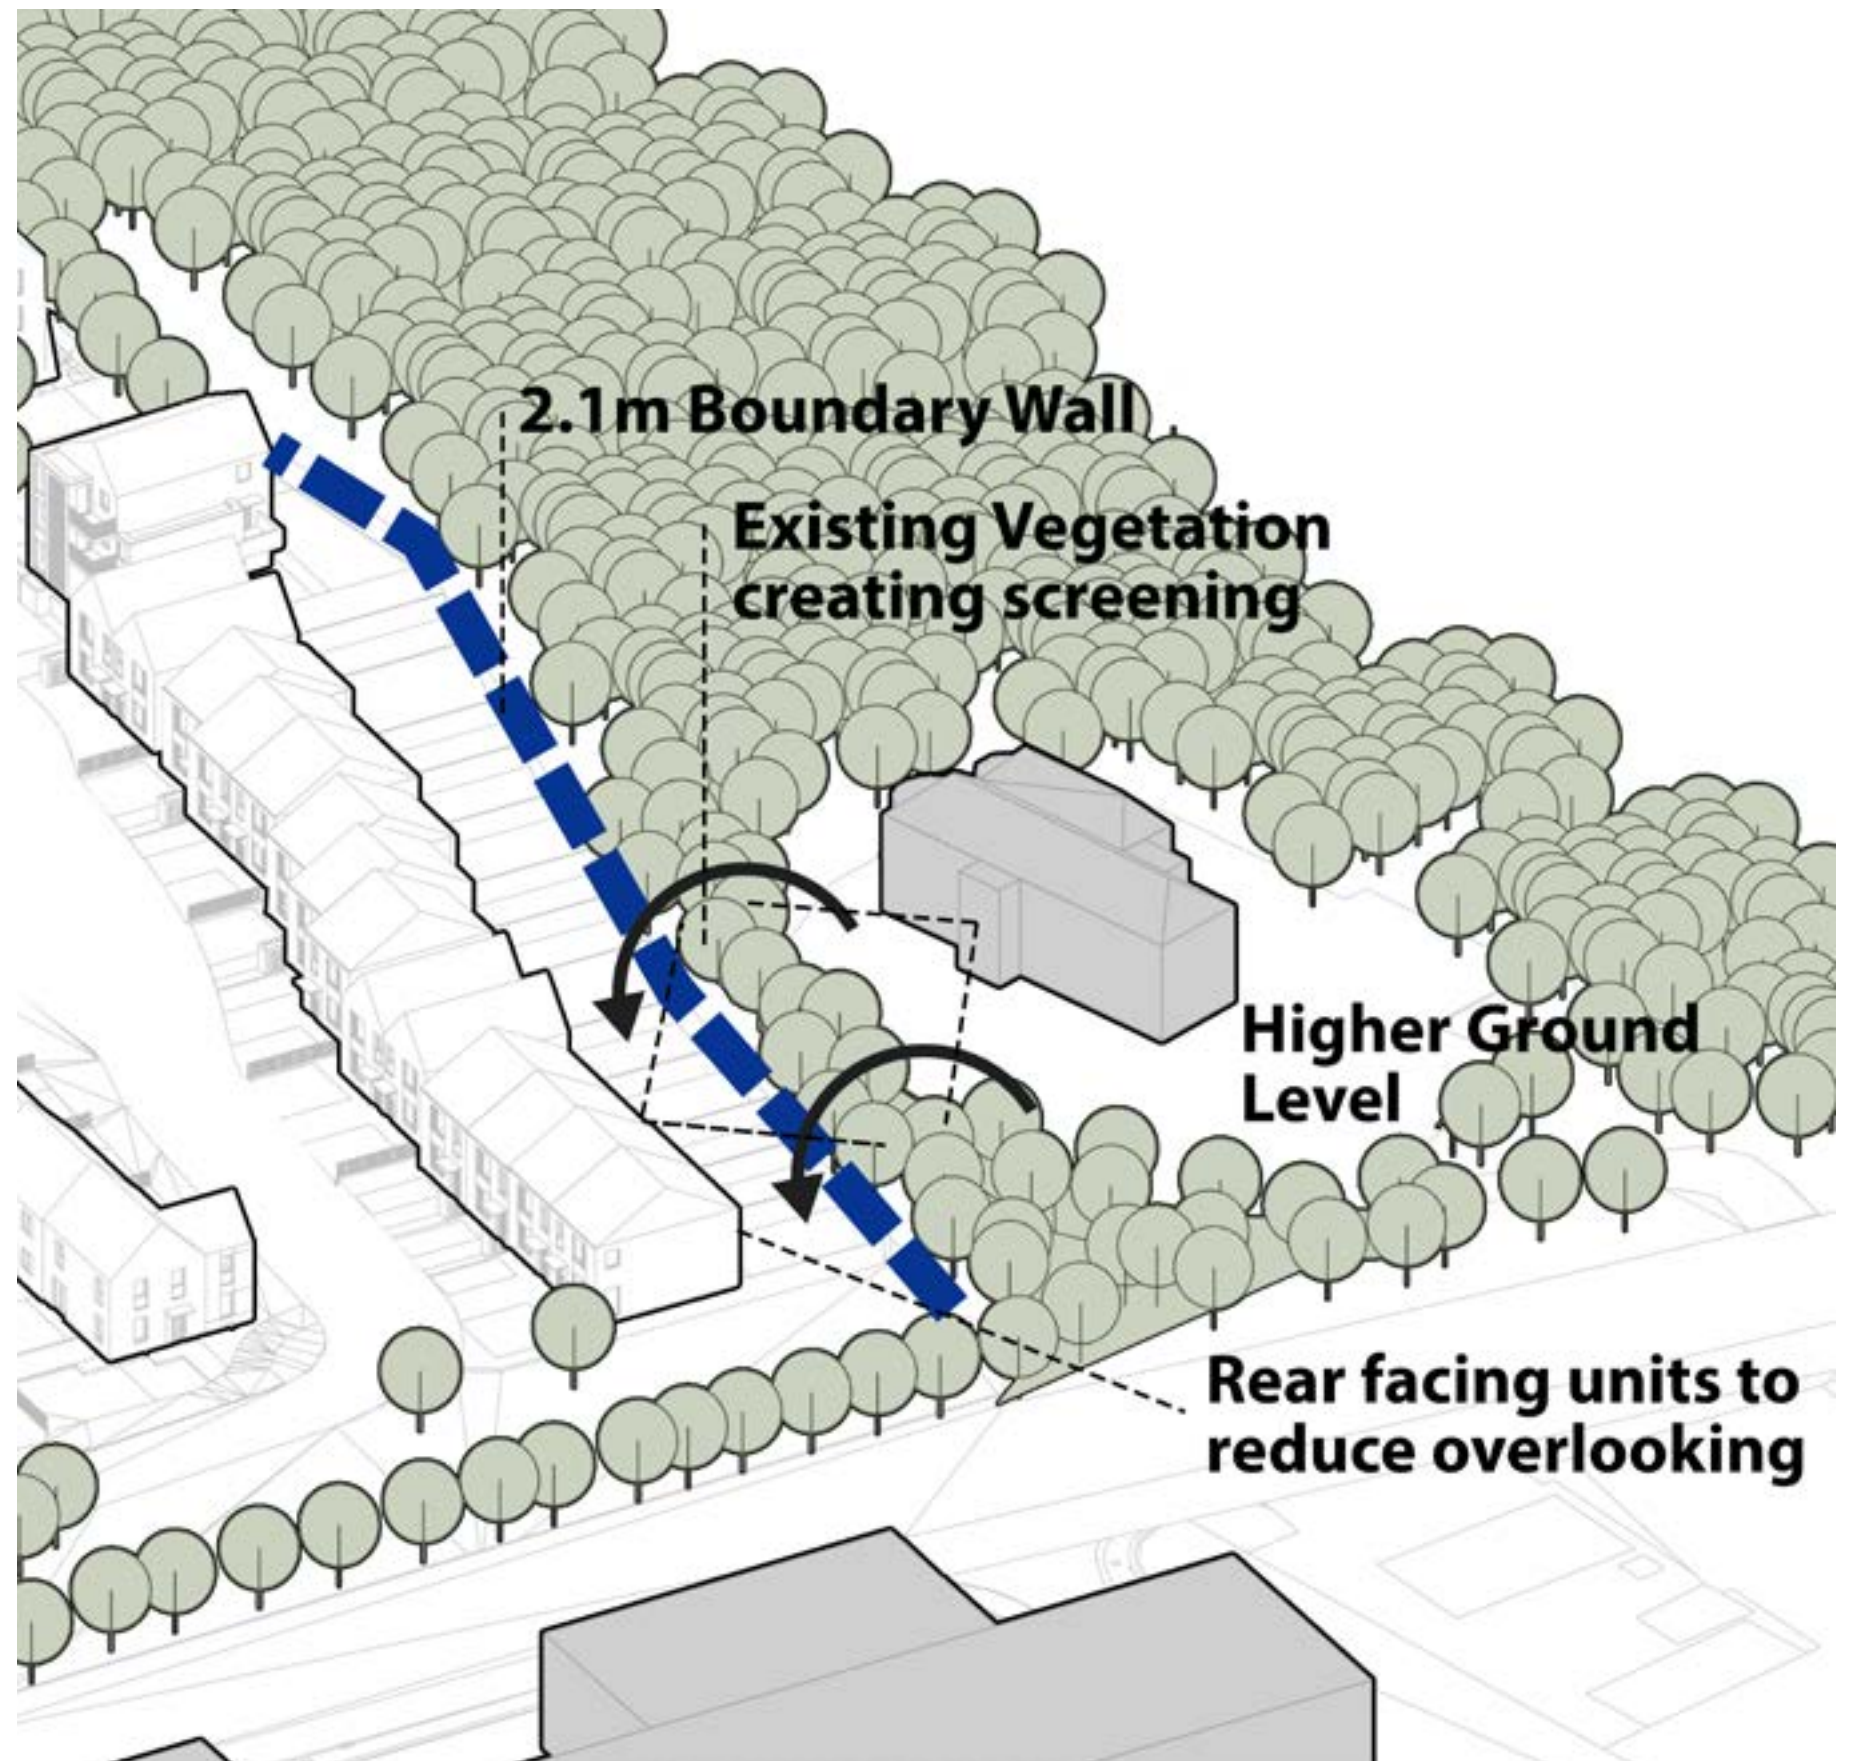 2.1m Boundary Wall
Existing Vegetation
creating screening
Higher Ground
Level
Rear facing units to
reduce overlooking